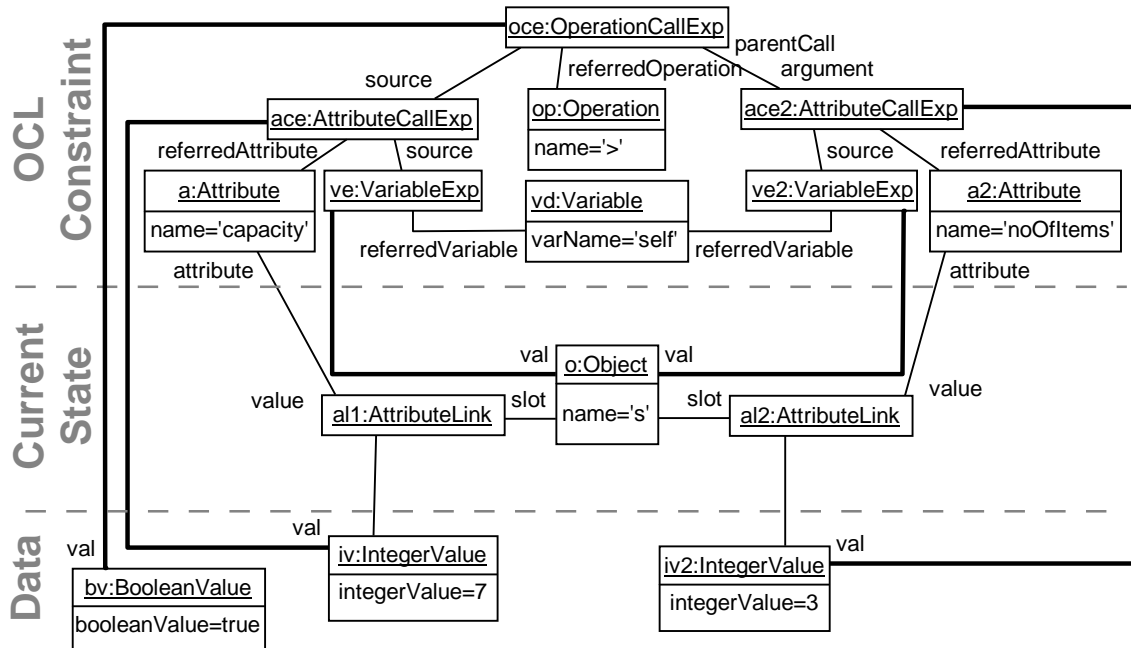 OCL
Constraint
oce:OperationCallExp
parentCall
source
referredOperation
argument
ace:AttributeCallExp
op:Operation
name='>'
ace2:AttributeCallExp
referredAttribute
source
source
referredAttribute
a:Attribute
name='capacity'
ve:VariableExp
vd:Variable
varName='self'
ve2:VariableExp
a2:Attribute
name='noOfItems'
referredVariable
referredVariable
attribute
attribute
Current
State
val
o:Object
name='s'
val
value
al1:AttributeLink
slot
slot
al2:AttributeLink
value
Data
val
val
iv:IntegerValue
integerValue=7
iv2:IntegerValue
integerValue=3
val
bv:BooleanValue
booleanValue=true